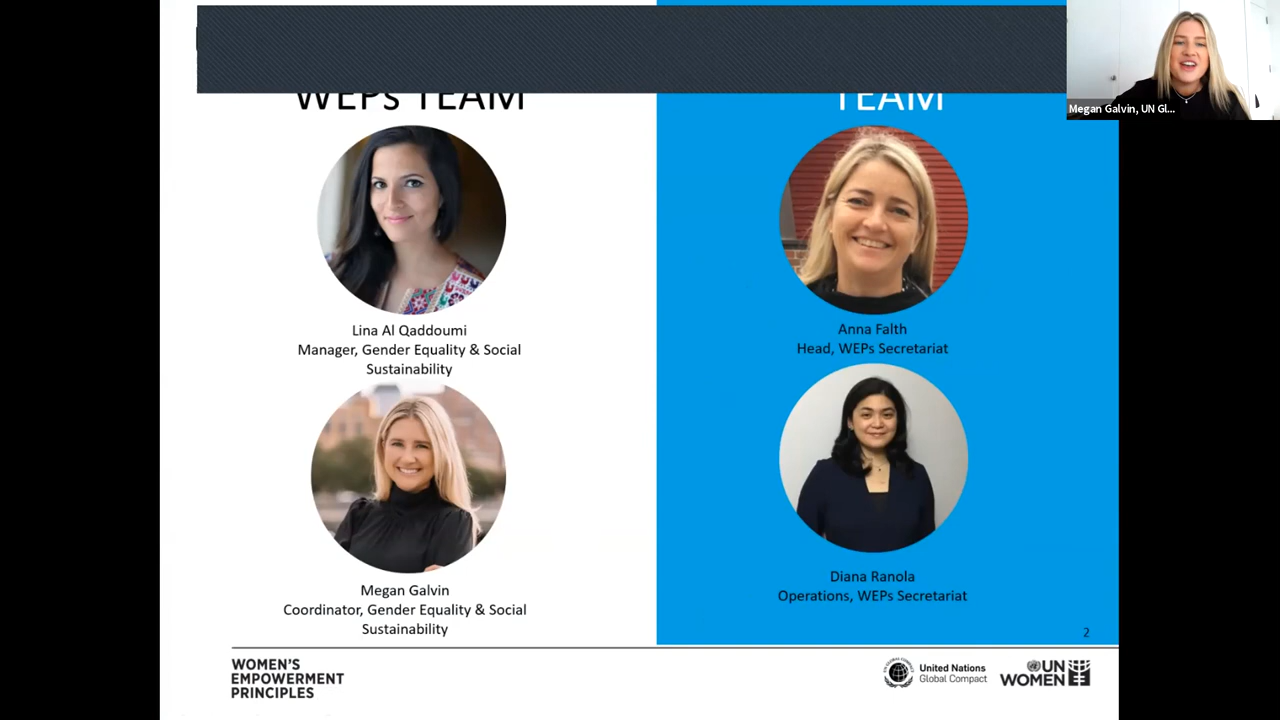 WEPs TEAM
Lina Al Qaddoumi
Manager, Gender Equality & Social
Sustainability
Megan Galvin
Coordinator, Gender Equality & Social
Sustainability
TEAM
Anna Falth
Head, WEPs Secretariat
Diana Ranola
Operations, WEPs Secretariat
2
WOMEN'S
EMPOWERMENT
PRINCIPLES
United Nations
Global Compact
UN
WOMEN
Megan Galvin, UN Gl...